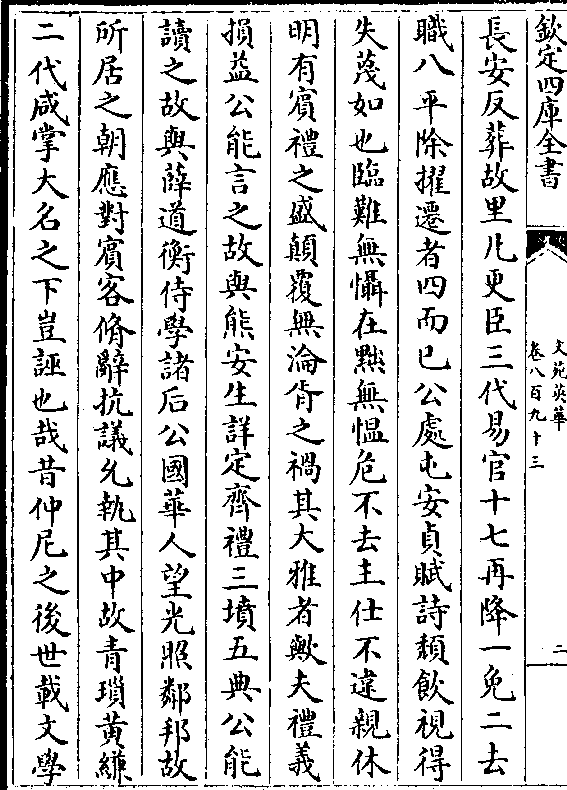 欽定四庫全書
文苑英華
卷八百九十三
二
長安反葬故里凡更臣三代易官十七再降一免二去
職八平除擢遷者四而已公處屯安貞賦詩頽飲視得
失蔑如也臨難無懾在黜無愠危不去主仕不違親休
明有賓禮之盛顛覆無淪胥之禍其大雅者歟夫禮義
損益公能言之故與熊安生詳定齊禮三墳五典公能
讀之故與薛道衡侍學諸后公國華人望光照鄰邦故
所居之朝應對賓客脩辭抗議允執其中故青瑣黄縑
二代咸掌大名之下豈誣也哉昔仲尼之後世載文學